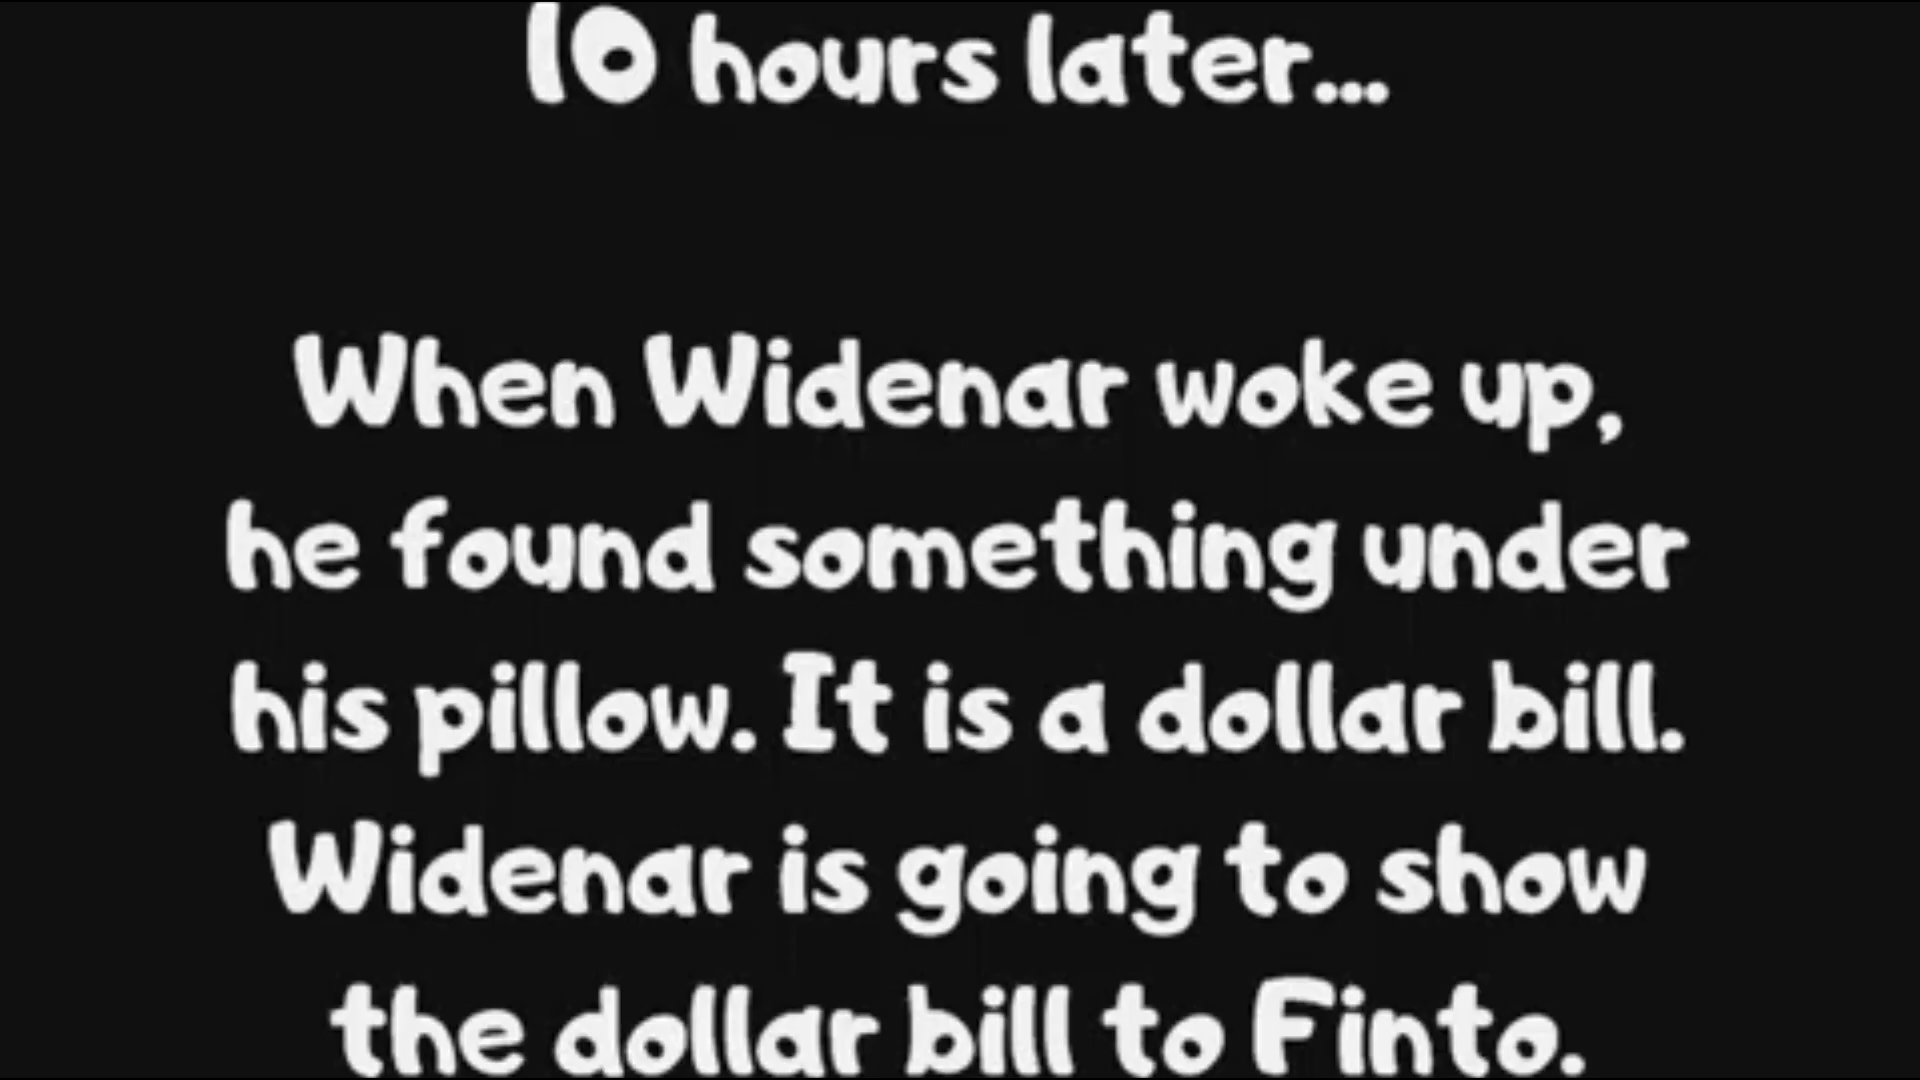 10 hours later...
When Widenar woke up,
he found something under
his pillow. It is a dollar bill.
Widenar is going to show
the dollar bill to Finto.